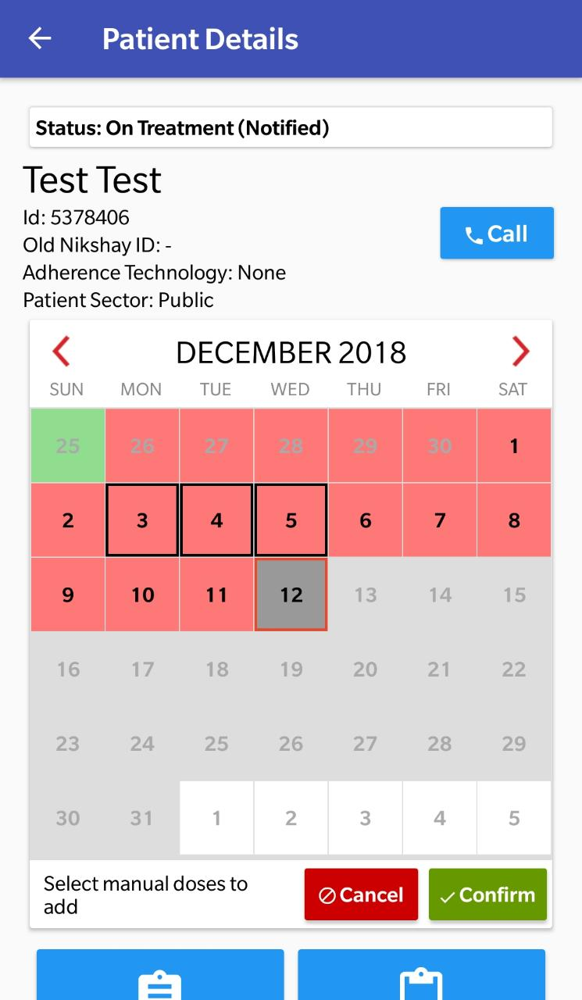 Patient Details
Status: On Treatment (Notified)
Test Test
Id: 5378406
Old Nikshay ID: -
Adherence Technology: None
Patient Sector: Public
Call
DECEMBER 2018
SUN MON TUE WED THU FRI SAT
25 26 27 28 29 30 1
2 3 4 5 6 7 8
9 10 11 12 13 14 15
16 17 18 19 20 21 22
23 24 25 26 27 28 29
30 31 1 2 3 4 5
Select manual doses to
add
Cancel Confirm